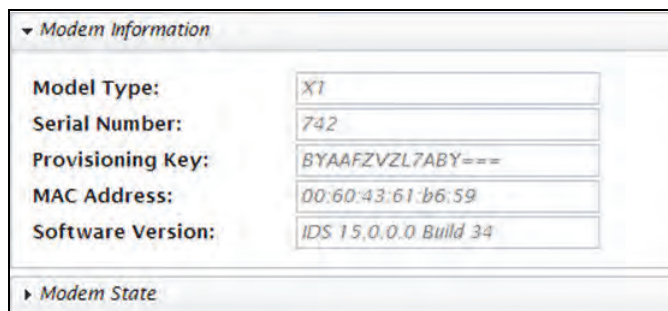 Modem Information
Model Type: X1
Serial Number: 742
Provisioning Key: BYAAFZVZL7ABY===
MAC Address: 00:60:43:61:b6:59
Software Version: IDS 15.0.0.0 Build 34
Modem State